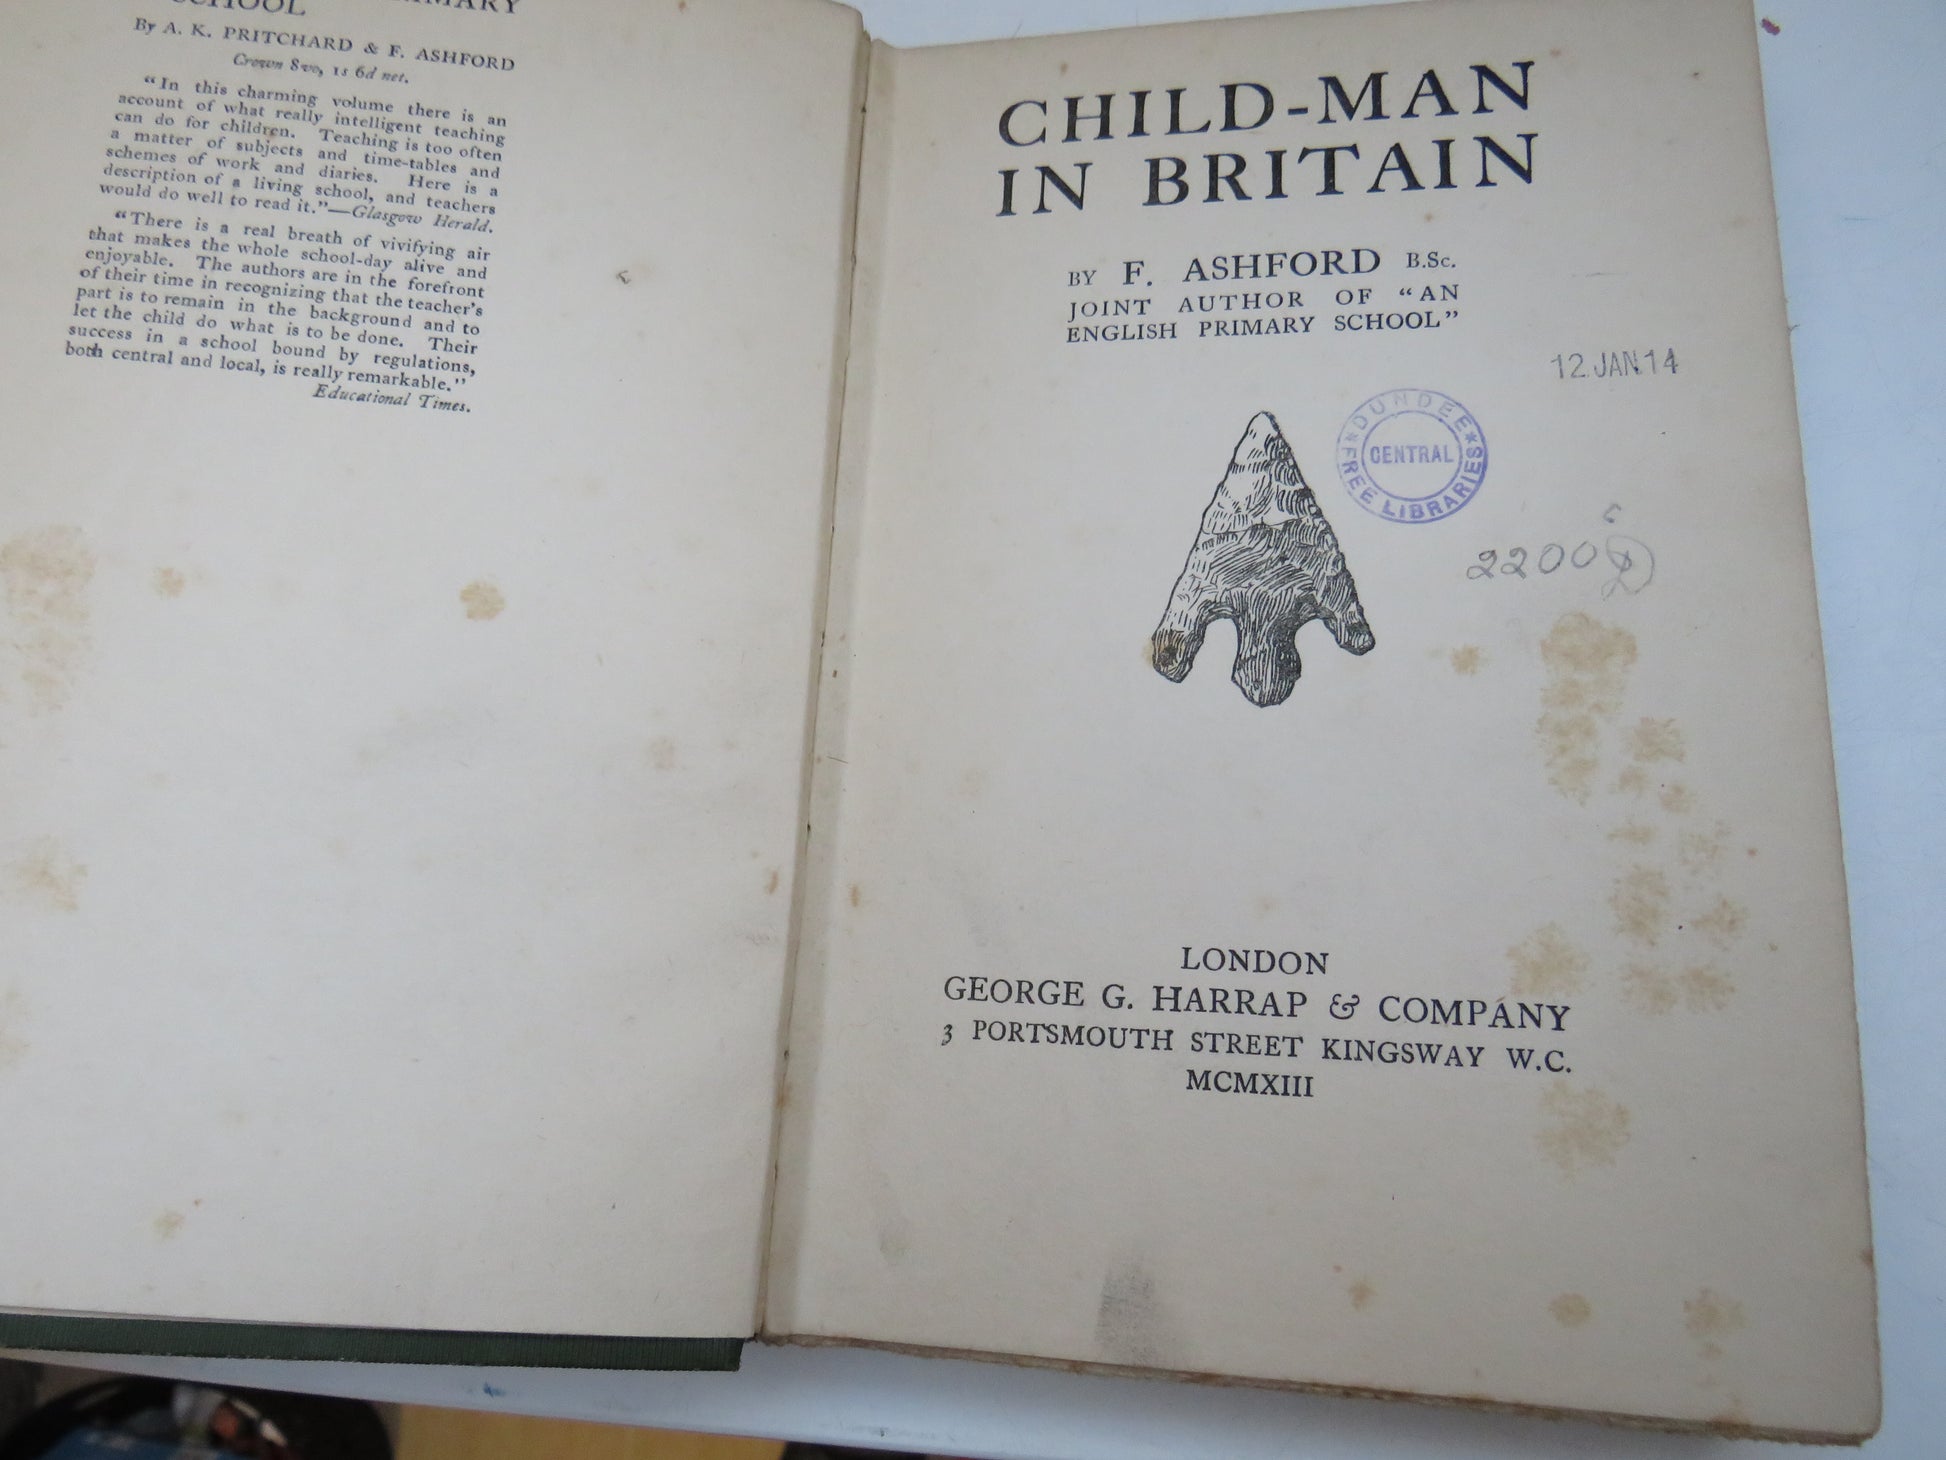 SCHOOL
By A. K. PRITCHARD & F. ASHFORD
Crown 8vo, 1s 6d net.
"In this charming volume there is an
account of what really intelligent teaching
can do for children. Teaching is too often
a matter of subjects and time-tables and
schemes of work and diaries. Here is a
description of a living school, and teachers
would do well to read it."—Glasgow Herald.
"There is a real breath of vivifying air
that makes the whole school-day alive and
enjoyable. The authors are in the forefront
of their time in recognizing that the teacher's
part is to remain in the background and to
let the child do what is to be done. Their
success in a school bound by regulations,
both central and local, is really remarkable."
Educational Times.
CHILD-MAN
IN BRITAIN
BY F. ASHFORD B.Sc.
JOINT AUTHOR OF "AN
ENGLISH PRIMARY SCHOOL"
12 JAN 14
DUNDEE
CENTRAL
FREE LIBRARIES
2200
LONDON
GEORGE G. HARRAP & COMPANY
3 PORTSMOUTH STREET KINGSWAY W.C.
MCMXIII